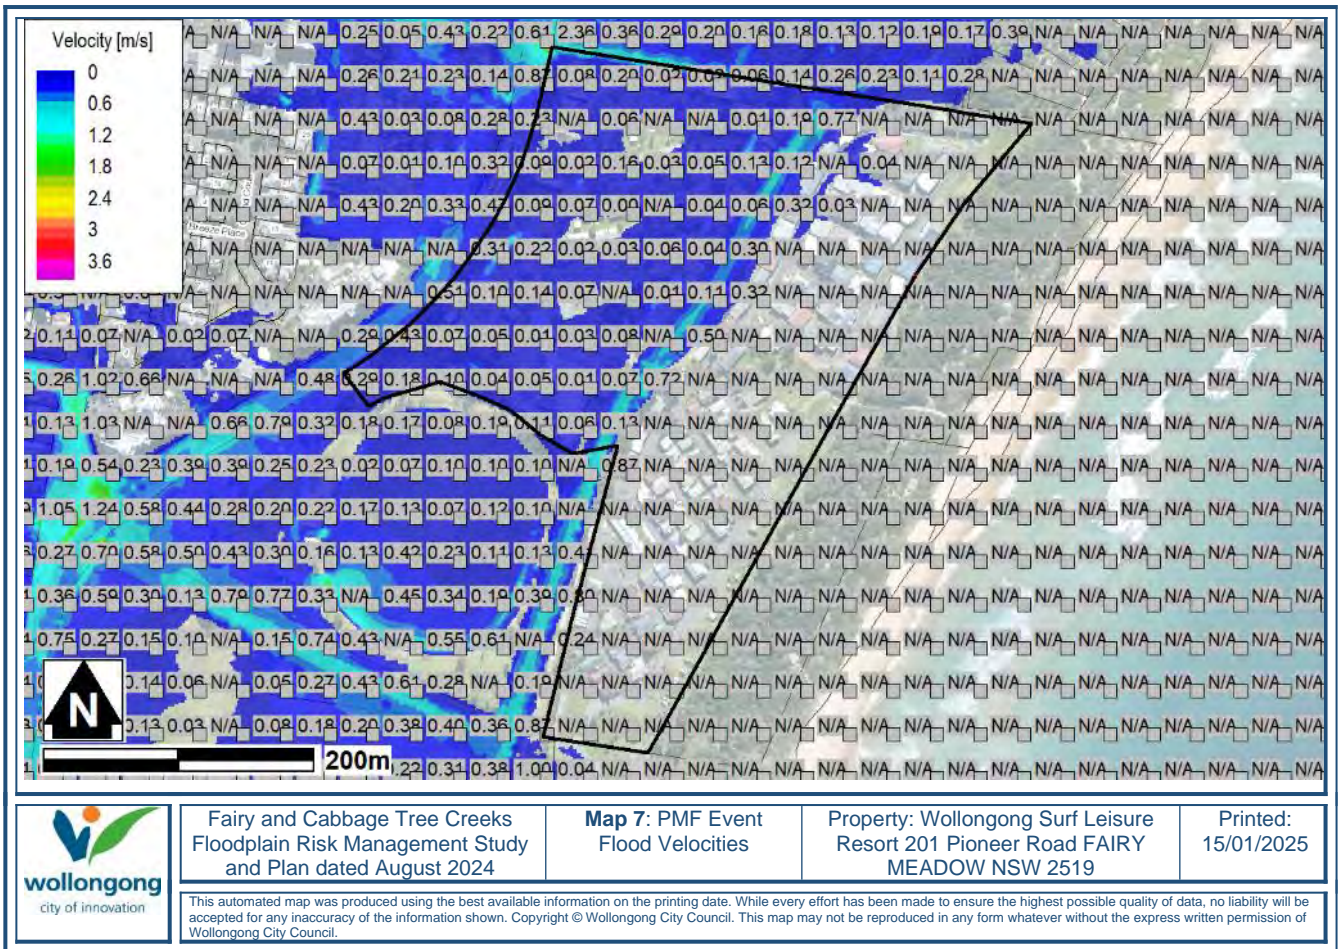 Velocity [m/s]
0
0.6
1.2
1.8
2.4
3
3.6
N/A N/A N/A 0.25 0.05 0.43 0.22 0.61 2.36 0.36 0.29 0.20 0.16 0.18 0.13 0.12 0.19 0.17 0.39 N/A N/A N/A N/A N/A N/A N/A
N/A N/A N/A 0.26 0.21 0.23 0.14 0.87 0.08 0.20 0.02 0.07 0.06 0.14 0.26 0.23 0.11 0.28 N/A N/A N/A N/A N/A N/A N/A N/A
N/A N/A N/A 0.43 0.03 0.08 0.28 0.23 N/A 0.06 N/A N/A 0.01 0.19 0.77 N/A N/A N/A N/A N/A N/A N/A N/A N/A N/A N/A
N/A N/A N/A 0.07 0.01 0.10 0.32 0.09 0.02 0.16 0.03 0.05 0.13 0.12 N/A 0.04 N/A N/A N/A N/A N/A N/A N/A N/A N/A N/A
N/A N/A N/A 0.43 0.20 0.33 0.47 0.09 0.07 0.00 N/A 0.04 0.06 0.32 0.03 N/A N/A N/A N/A N/A N/A N/A N/A N/A N/A N/A
Breeze Place
N/A N/A N/A N/A N/A N/A 0.31 0.22 0.02 0.03 0.06 0.04 0.30 N/A N/A N/A N/A N/A N/A N/A N/A N/A N/A N/A N/A N/A
N/A N/A N/A N/A N/A 0.51 0.10 0.14 0.07 N/A 0.01 0.11 0.32 N/A N/A N/A N/A N/A N/A N/A N/A N/A N/A N/A N/A N/A
0.11 0.07 N/A 0.02 0.07 N/A N/A 0.29 0.43 0.07 0.05 0.01 0.03 0.08 N/A 0.50 N/A N/A N/A N/A N/A N/A N/A N/A N/A N/A N/A N/A N/A N/A
0.26 1.02 0.66 N/A N/A N/A 0.48 0.29 0.18 0.10 0.04 0.05 0.01 0.07 0.72 N/A N/A N/A N/A N/A N/A N/A N/A N/A N/A N/A N/A N/A N/A N/A
0.13 1.03 N/A N/A 0.66 0.79 0.32 0.18 0.17 0.08 0.19 0.11 0.06 0.13 N/A N/A N/A N/A N/A N/A N/A N/A N/A N/A N/A N/A N/A N/A N/A N/A
0.19 0.54 0.23 0.39 0.39 0.25 0.23 0.02 0.07 0.10 0.10 0.10 N/A 0.87 N/A N/A N/A N/A N/A N/A N/A N/A N/A N/A N/A N/A N/A N/A N/A N/A
1.05 1.24 0.58 0.44 0.28 0.20 0.22 0.17 0.13 0.07 0.12 0.10 N/A N/A N/A N/A N/A N/A N/A N/A N/A N/A N/A N/A N/A N/A N/A N/A N/A N/A
0.27 0.70 0.58 0.50 0.43 0.30 0.16 0.13 0.42 0.23 0.11 0.13 N/A N/A N/A N/A N/A N/A N/A N/A N/A N/A N/A N/A N/A N/A N/A N/A N/A
0.36 0.59 0.30 0.13 0.79 0.77 0.33 N/A 0.45 0.34 0.19 0.39 N/A N/A N/A N/A N/A N/A N/A N/A N/A N/A N/A N/A N/A N/A N/A N/A N/A
0.75 0.27 0.15 0.10 N/A 0.15 0.74 0.43 N/A 0.55 0.61 N/A 0.24 N/A N/A N/A N/A N/A N/A N/A N/A N/A N/A N/A N/A N/A N/A N/A N/A N/A
0.14 0.06 N/A 0.05 0.27 0.43 0.61 0.28 N/A 0.19 N/A N/A N/A N/A N/A N/A N/A N/A N/A N/A N/A N/A N/A N/A N/A N/A N/A N/A
N
0.13 0.03 N/A 0.08 0.18 0.20 0.38 0.40 0.36 0.87 N/A N/A N/A N/A N/A N/A N/A N/A N/A N/A N/A N/A N/A N/A N/A N/A N/A N/A
200m
.22 0.31 0.38 1.00 0.04 N/A N/A N/A N/A N/A N/A N/A N/A N/A N/A N/A N/A N/A N/A N/A N/A N/A
wollongong
city of innovation
Fairy and Cabbage Tree Creeks
Floodplain Risk Management Study
and Plan dated August 2024
Map 7: PMF Event
Flood Velocities
Property: Wollongong Surf Leisure
Resort 201 Pioneer Road FAIRY
MEADOW NSW 2519
Printed:
15/01/2025
This automated map was produced using the best available information on the printing date. While every effort has been made to ensure the highest possible quality of data, no liability will be
accepted for any inaccuracy of the information shown. Copyright © Wollongong City Council. This map may not be reproduced in any form whatever without the express written permission of
Wollongong City Council.